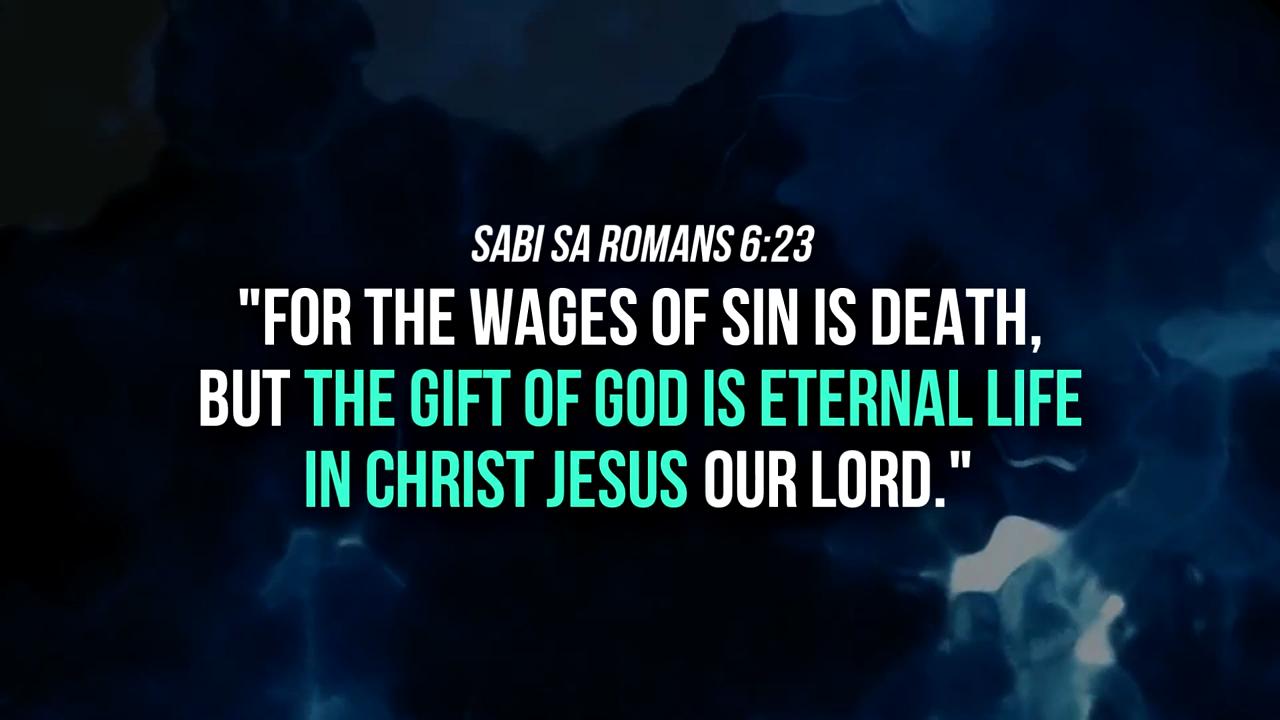 SABI SA ROMANS 6:23
"FOR THE WAGES OF SIN IS DEATH,
BUT THE GIFT OF GOD IS ETERNAL LIFE
IN CHRIST JESUS OUR LORD."